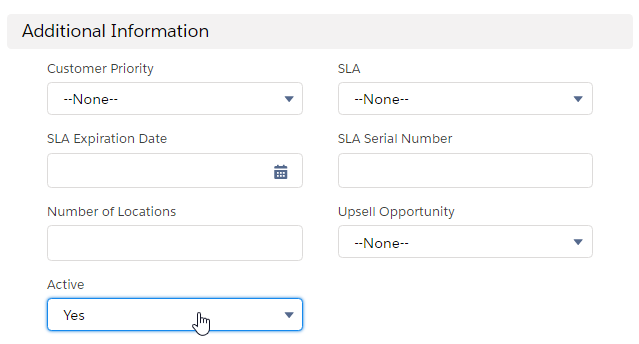 Additional Information
Customer Priority
SLA
--None--
--None--
SLA Expiration Date
SLA Serial Number
Number of Locations
Upsell Opportunity
--None--
Active
Yes